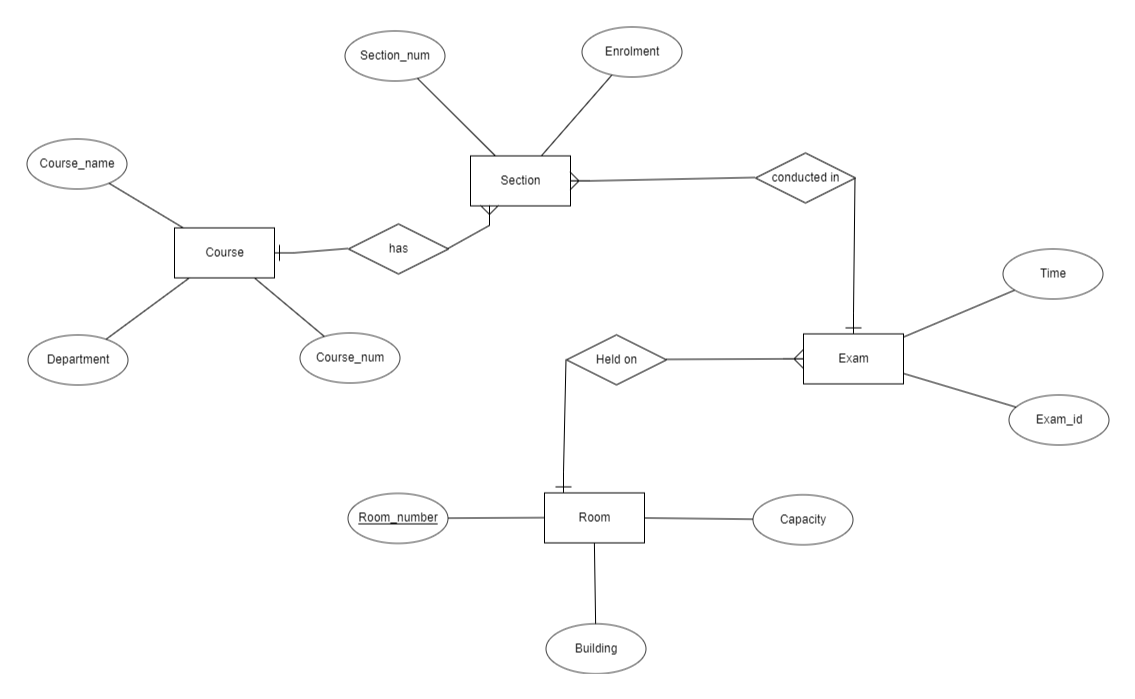 Section_num
Enrolment
Course_name
Section
conducted in
Course
has
Time
Department
Course_num
Held on
Exam
Exam_id
Room_number
Room
Capacity
Building